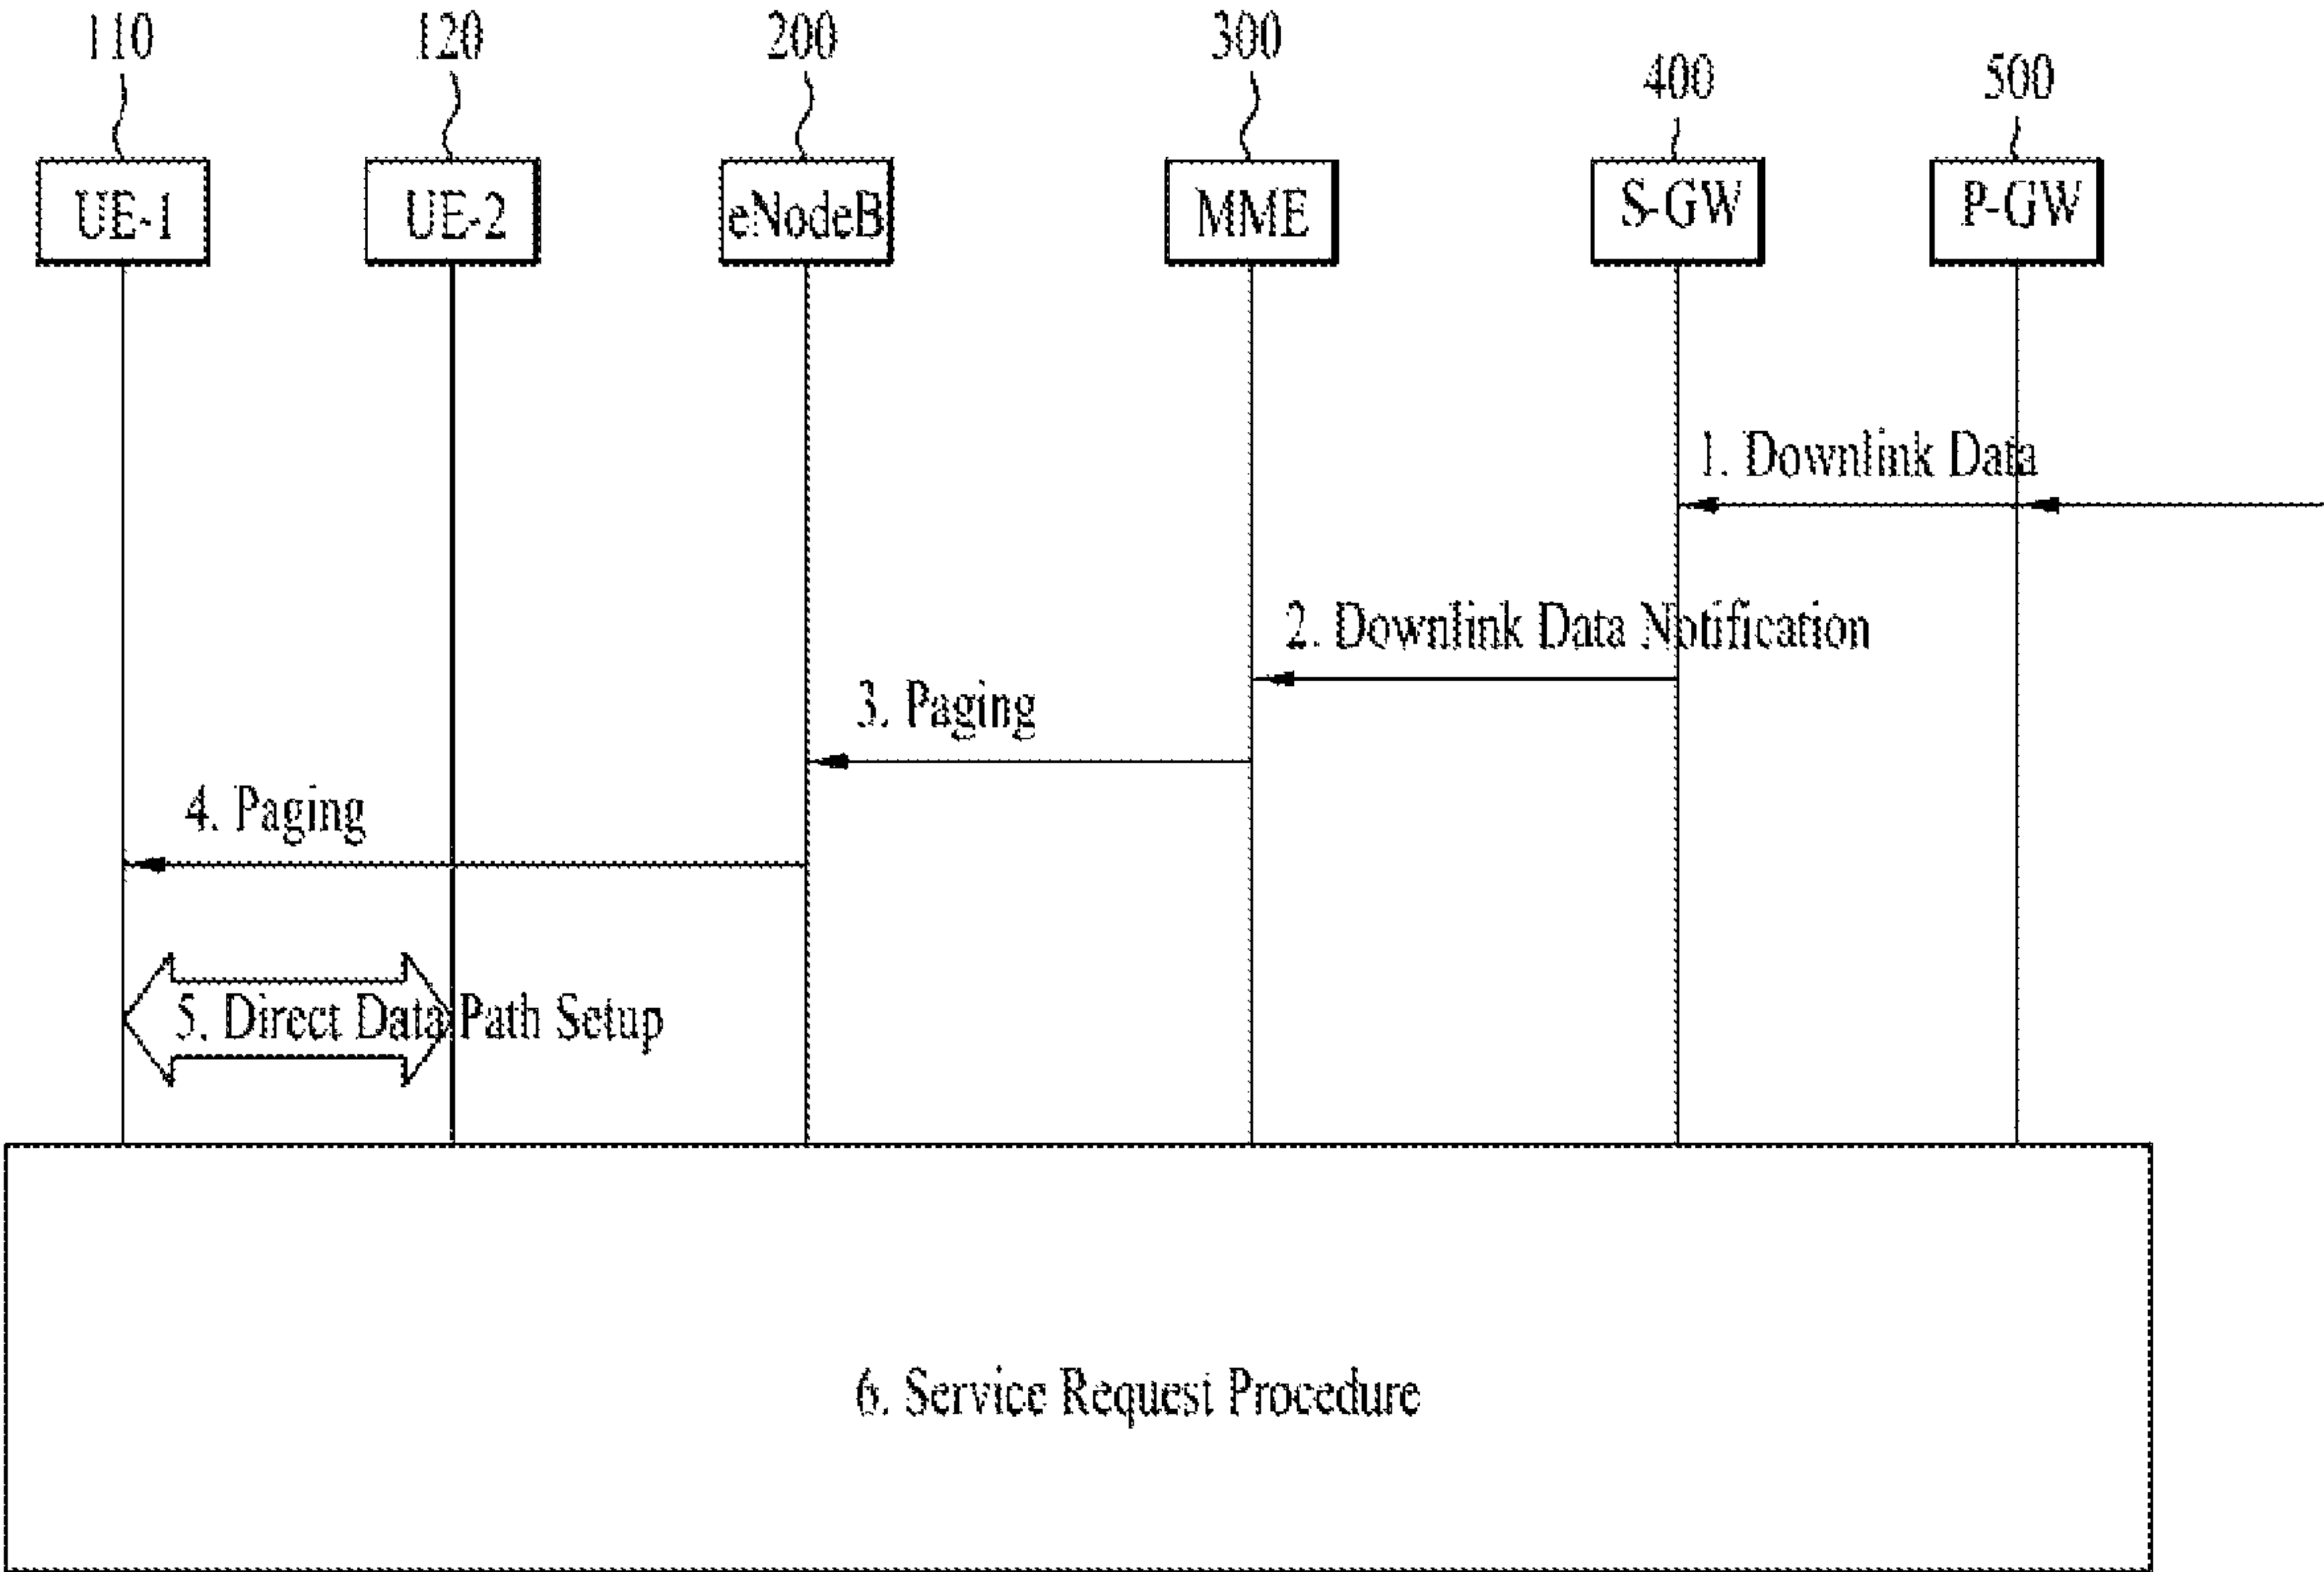 110
120
200
300
400
500
UE-1
UE-2
eNodeB
MME
S-GW
P-GW
1. Downlink Data
2. Downlink Data Notification
3. Paging
4. Paging
5. Direct Data Path Setup
6. Service Request Procedure